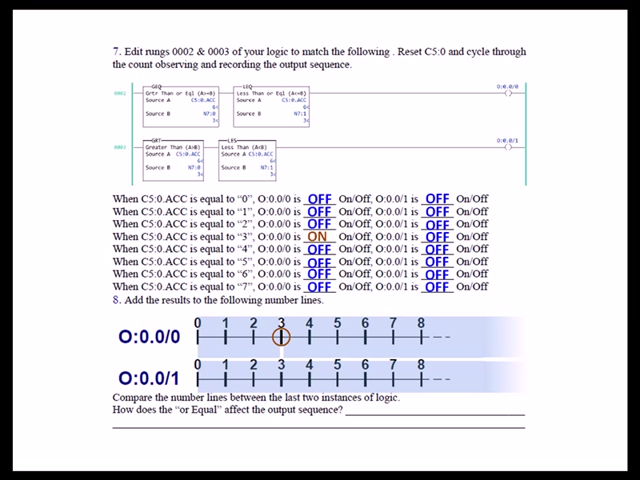 7. Edit rungs 0002 & 0003 of your logic to match the following . Reset C5:0 and cycle through
the count observing and recording the output sequence.
GEQ LEQ O:0.0/0
0002 Grtr Than or Eql (A>=B) Less Than or Eql (A<=B)
Source A C5:0.ACC Source A C5:0.ACC
6< 6<
Source B N7:0 Source B N7:1
3< 3<
GRT LES O:0.0/1
0003 Greater Than (A>B) Less Than (A<B)
Source A C5:0.ACC Source A C5:0.ACC
6< 6<
Source B N7:0 Source B N7:1
3< 3<
When C5:0.ACC is equal to “0”, O:0.0/0 is OFF On/Off, O:0.0/1 is OFF On/Off
When C5:0.ACC is equal to “1”, O:0.0/0 is OFF On/Off, O:0.0/1 is OFF On/Off
When C5:0.ACC is equal to “2”, O:0.0/0 is OFF On/Off, O:0.0/1 is OFF On/Off
When C5:0.ACC is equal to “3”, O:0.0/0 is ON On/Off, O:0.0/1 is OFF On/Off
When C5:0.ACC is equal to “4”, O:0.0/0 is OFF On/Off, O:0.0/1 is OFF On/Off
When C5:0.ACC is equal to “5”, O:0.0/0 is OFF On/Off, O:0.0/1 is OFF On/Off
When C5:0.ACC is equal to “6”, O:0.0/0 is OFF On/Off, O:0.0/1 is OFF On/Off
When C5:0.ACC is equal to “7”, O:0.0/0 is OFF On/Off, O:0.0/1 is OFF On/Off
8. Add the results to the following number lines.
0 1 2 3 4 5 6 7 8
O:0.0/0
0 1 2 3 4 5 6 7 8
O:0.0/1
Compare the number lines between the last two instances of logic.
How does the “or Equal” affect the output sequence?